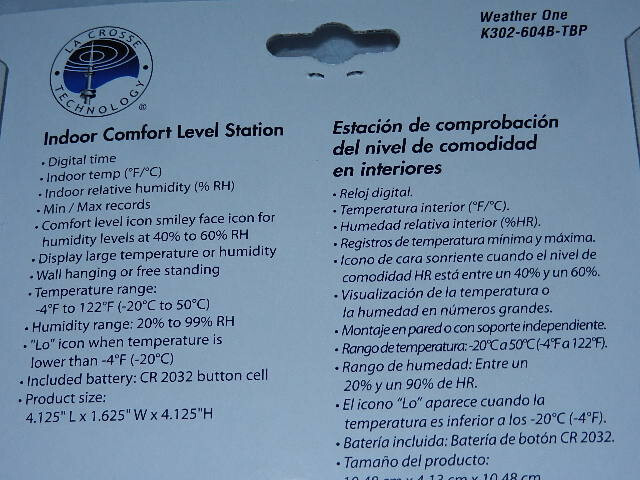 Weather One
K302-604B-TBP
LA CROSSE
TECHNOLOGY
®
Indoor Comfort Level Station
• Digital time
• Indoor temp (°F/°C)
• Indoor relative humidity (% RH)
• Min / Max records
• Comfort level icon smiley face icon for
humidity levels at 40% to 60% RH
• Display large temperature or humidity
• Wall hanging or free standing
• Temperature range:
-4°F to 122°F (-20°C to 50°C)
• Humidity range: 20% to 99% RH
• "Lo" icon when temperature is
lower than -4°F (-20°C)
• Included battery: CR 2032 button cell
• Product size:
4.125" L x 1.625" W x 4.125"H
Estación de comprobación
del nivel de comodidad
en interiores
• Reloj digital.
• Temperatura interior (°F/°C).
• Humedad relativa interior (%HR).
• Registros de temperatura mínima y máxima.
• Icono de cara sonriente cuando el nivel de
comodidad HR está entre un 40% y un 60%.
• Visualización de la temperatura o
la humedad en números grandes.
• Montaje en pared o con soporte independiente.
• Rango de temperatura: -20°C a 50°C (-4°F a 122°F).
• Rango de humedad: Entre un
20% y un 90% de HR.
• El icono "Lo" aparece cuando la
temperatura es inferior a los -20°C (-4°F).
• Batería incluida: Batería de botón CR 2032.
• Tamaño del producto:
10.48 cm x 4.13 cm x 10.48 cm